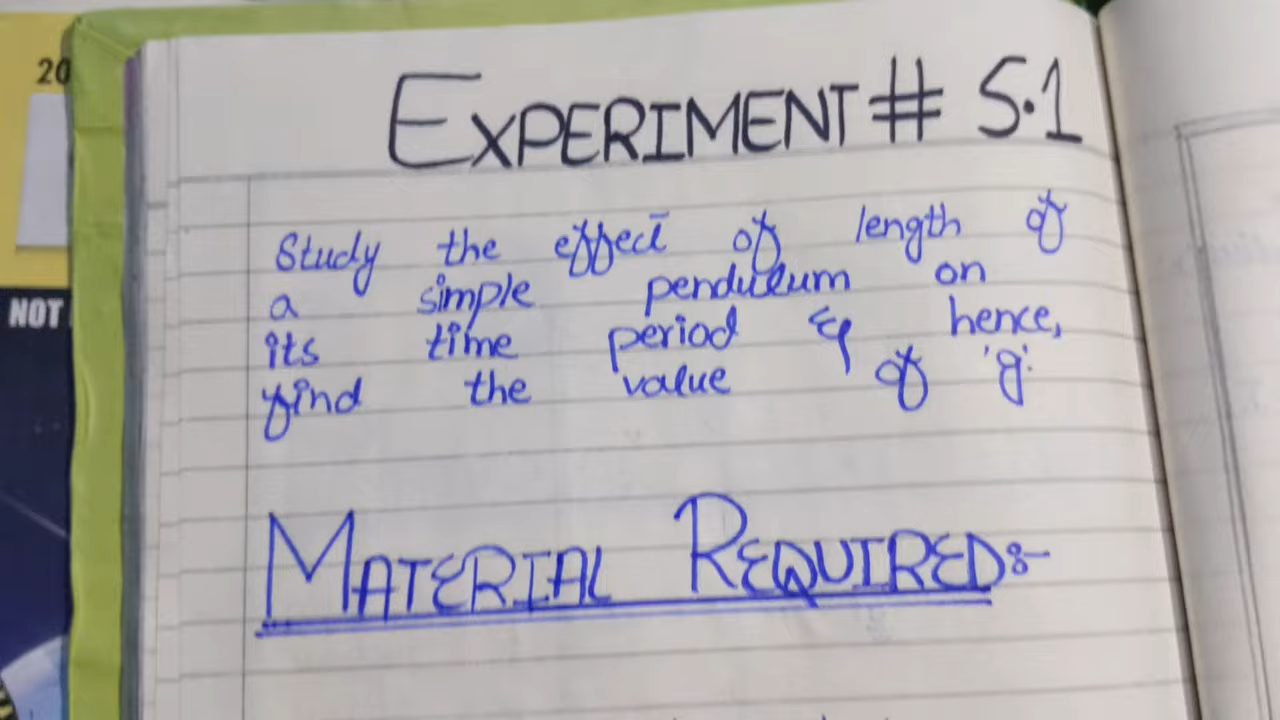 20
NOT
EXPERIMENT # 5.1
Study the effect of length of
a simple pendulum on
its time period & hence,
find the value of 'g'.
MATERIAL REQUIRED:-